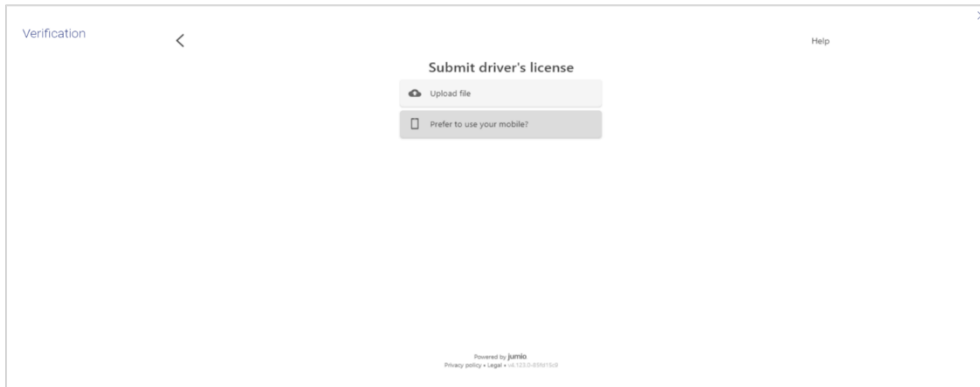 Verification
Help
Submit driver's license
Upload file
Prefer to use your mobile?
Powered by jumio
Privacy policy • Legal •